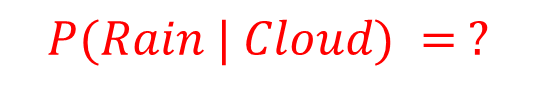 P(Rain | Cloud) = ?